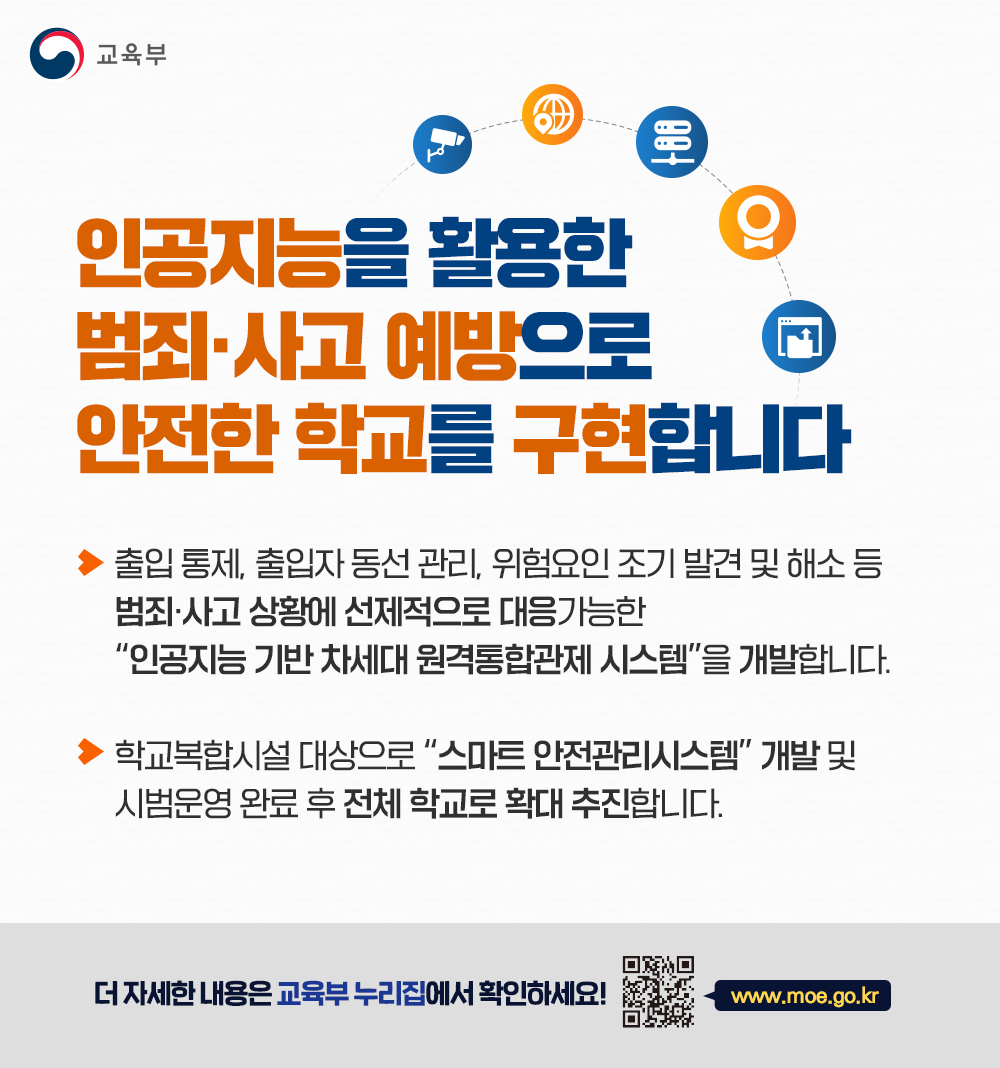 교육부
인공지능을 활용한
범죄·사고 예방으로
안전한 학교를 구현합니다
출입 통제, 출입자 동선 관리, 위험요인 조기 발견 및 해소 등
범죄·사고 상황에 선제적으로 대응가능한
“인공지능 기반 차세대 원격통합관제 시스템”을 개발합니다.
학교복합시설 대상으로 “스마트 안전관리시스템” 개발 및
시범운영 완료 후 전체 학교로 확대 추진합니다.
더 자세한 내용은 교육부 누리집에서 확인하세요!
www.moe.go.kr